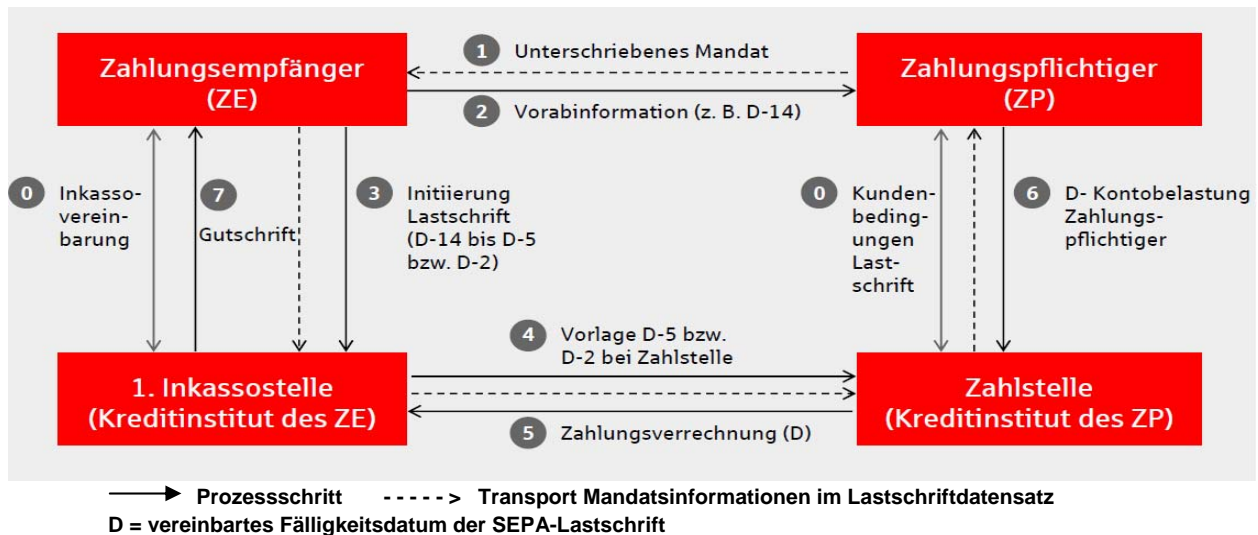 Zahlungsempfänger
(ZE)
1 Unterschriebenes Mandat
2 Vorabinformation (z. B. D-14)
Zahlungspflichtiger
(ZP)
0 Inkasso-
verein-
barung
7
Gutschrift
3 Initiierung
Lastschrift
(D-14 bis D-5
bzw. D-2)
0 Kunden-
beding-
ungen
Last-
schrift
6 D- Kontobelastung
Zahlungs-
pflichtiger
4 Vorlage D-5 bzw.
D-2 bei Zahlstelle
1. Inkassostelle
(Kreditinstitut des ZE)
5 Zahlungsverrechnung (D)
Zahlstelle
(Kreditinstitut des ZP)
Prozessschritt - - - - - > Transport Mandatsinformationen im Lastschriftdatensatz
D = vereinbartes Fälligkeitsdatum der SEPA-Lastschrift